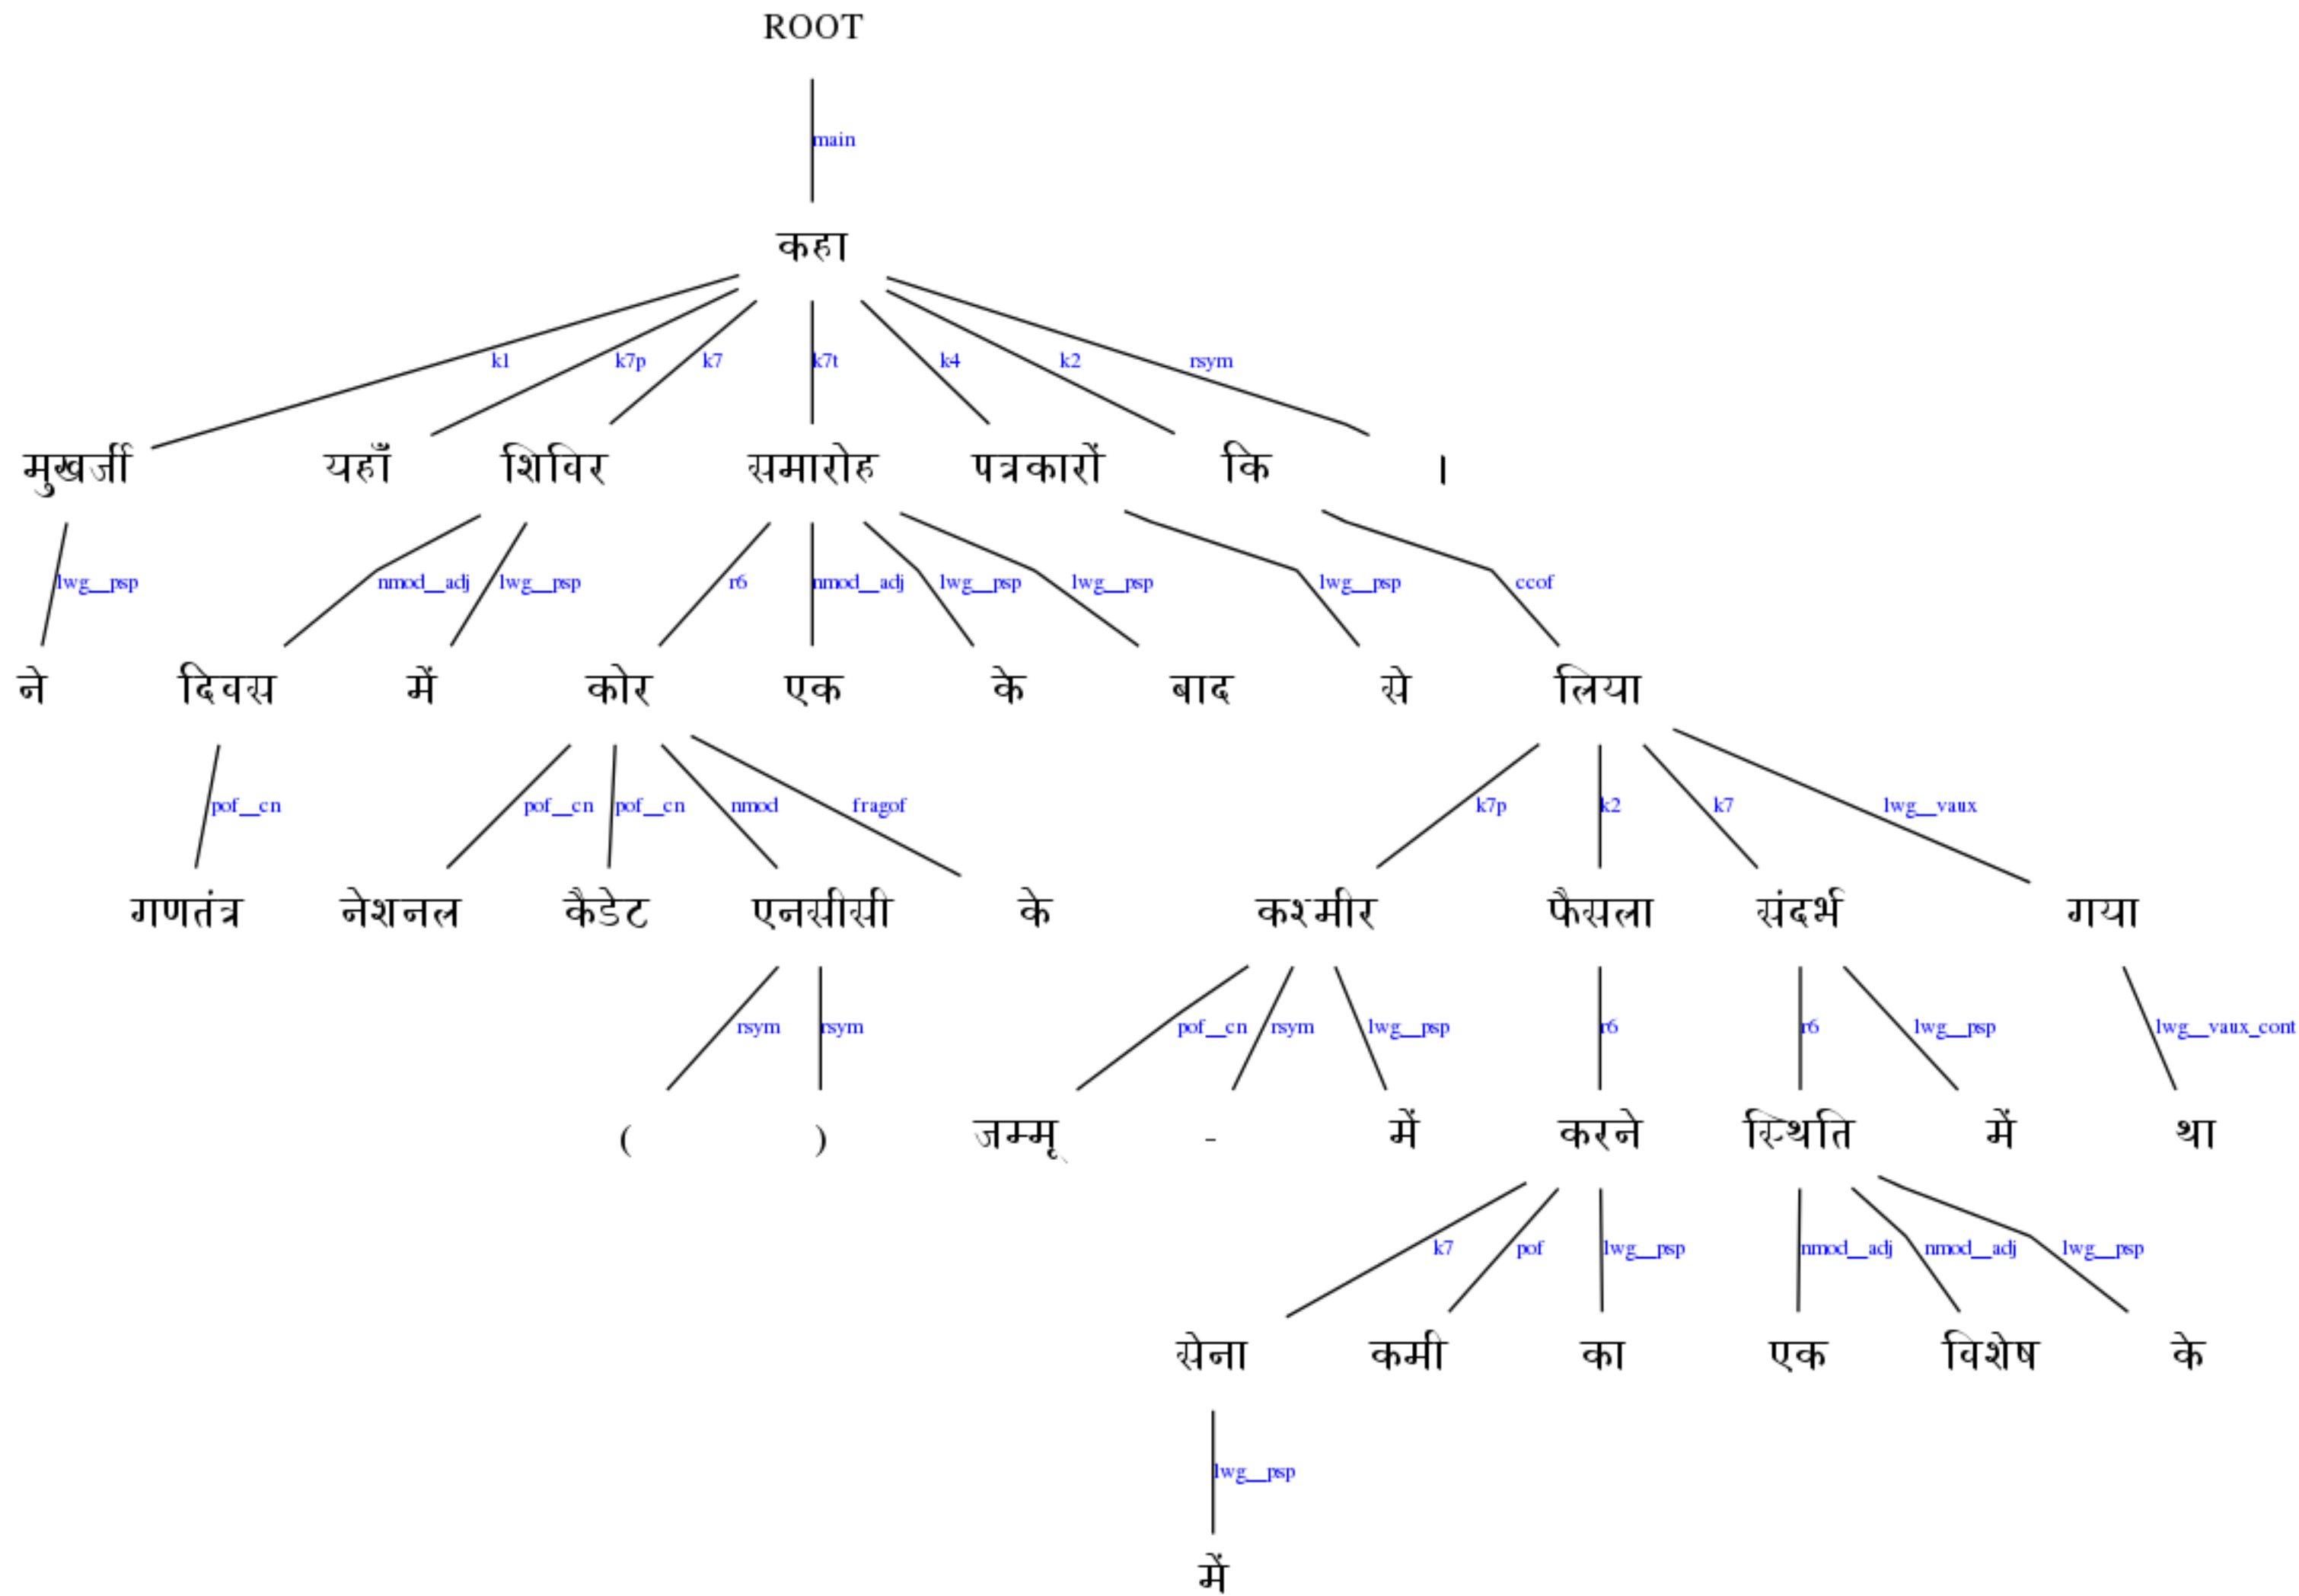 ROOT
main
कहा
k1 k7p k7 k7t k4 k2 rsym
मुखर्जी यहाँ शिविर समारोह पत्रकारों कि ।
lwg__psp nmod__adj lwg__psp r6 nmod__adj lwg__psp lwg__psp lwg__psp ccof
ने दिवस में कोर एक के बाद से लिया
pof__cn pof__cn pof__cn nmod fragof k7p k2 k7 lwg__vaux
गणतंत्र नेशनल कैडेट एनसीसी के कश्मीर फैसला संदर्भ गया
rsym rsym pof__cn rsym lwg__psp r6 r6 lwg__psp lwg__vaux_cont
( ) जम्मू - में करने स्थिति में था
k7 pof lwg__psp nmod__adj nmod__adj lwg__psp
सेना कमी का एक विशेष के
lwg__psp
में